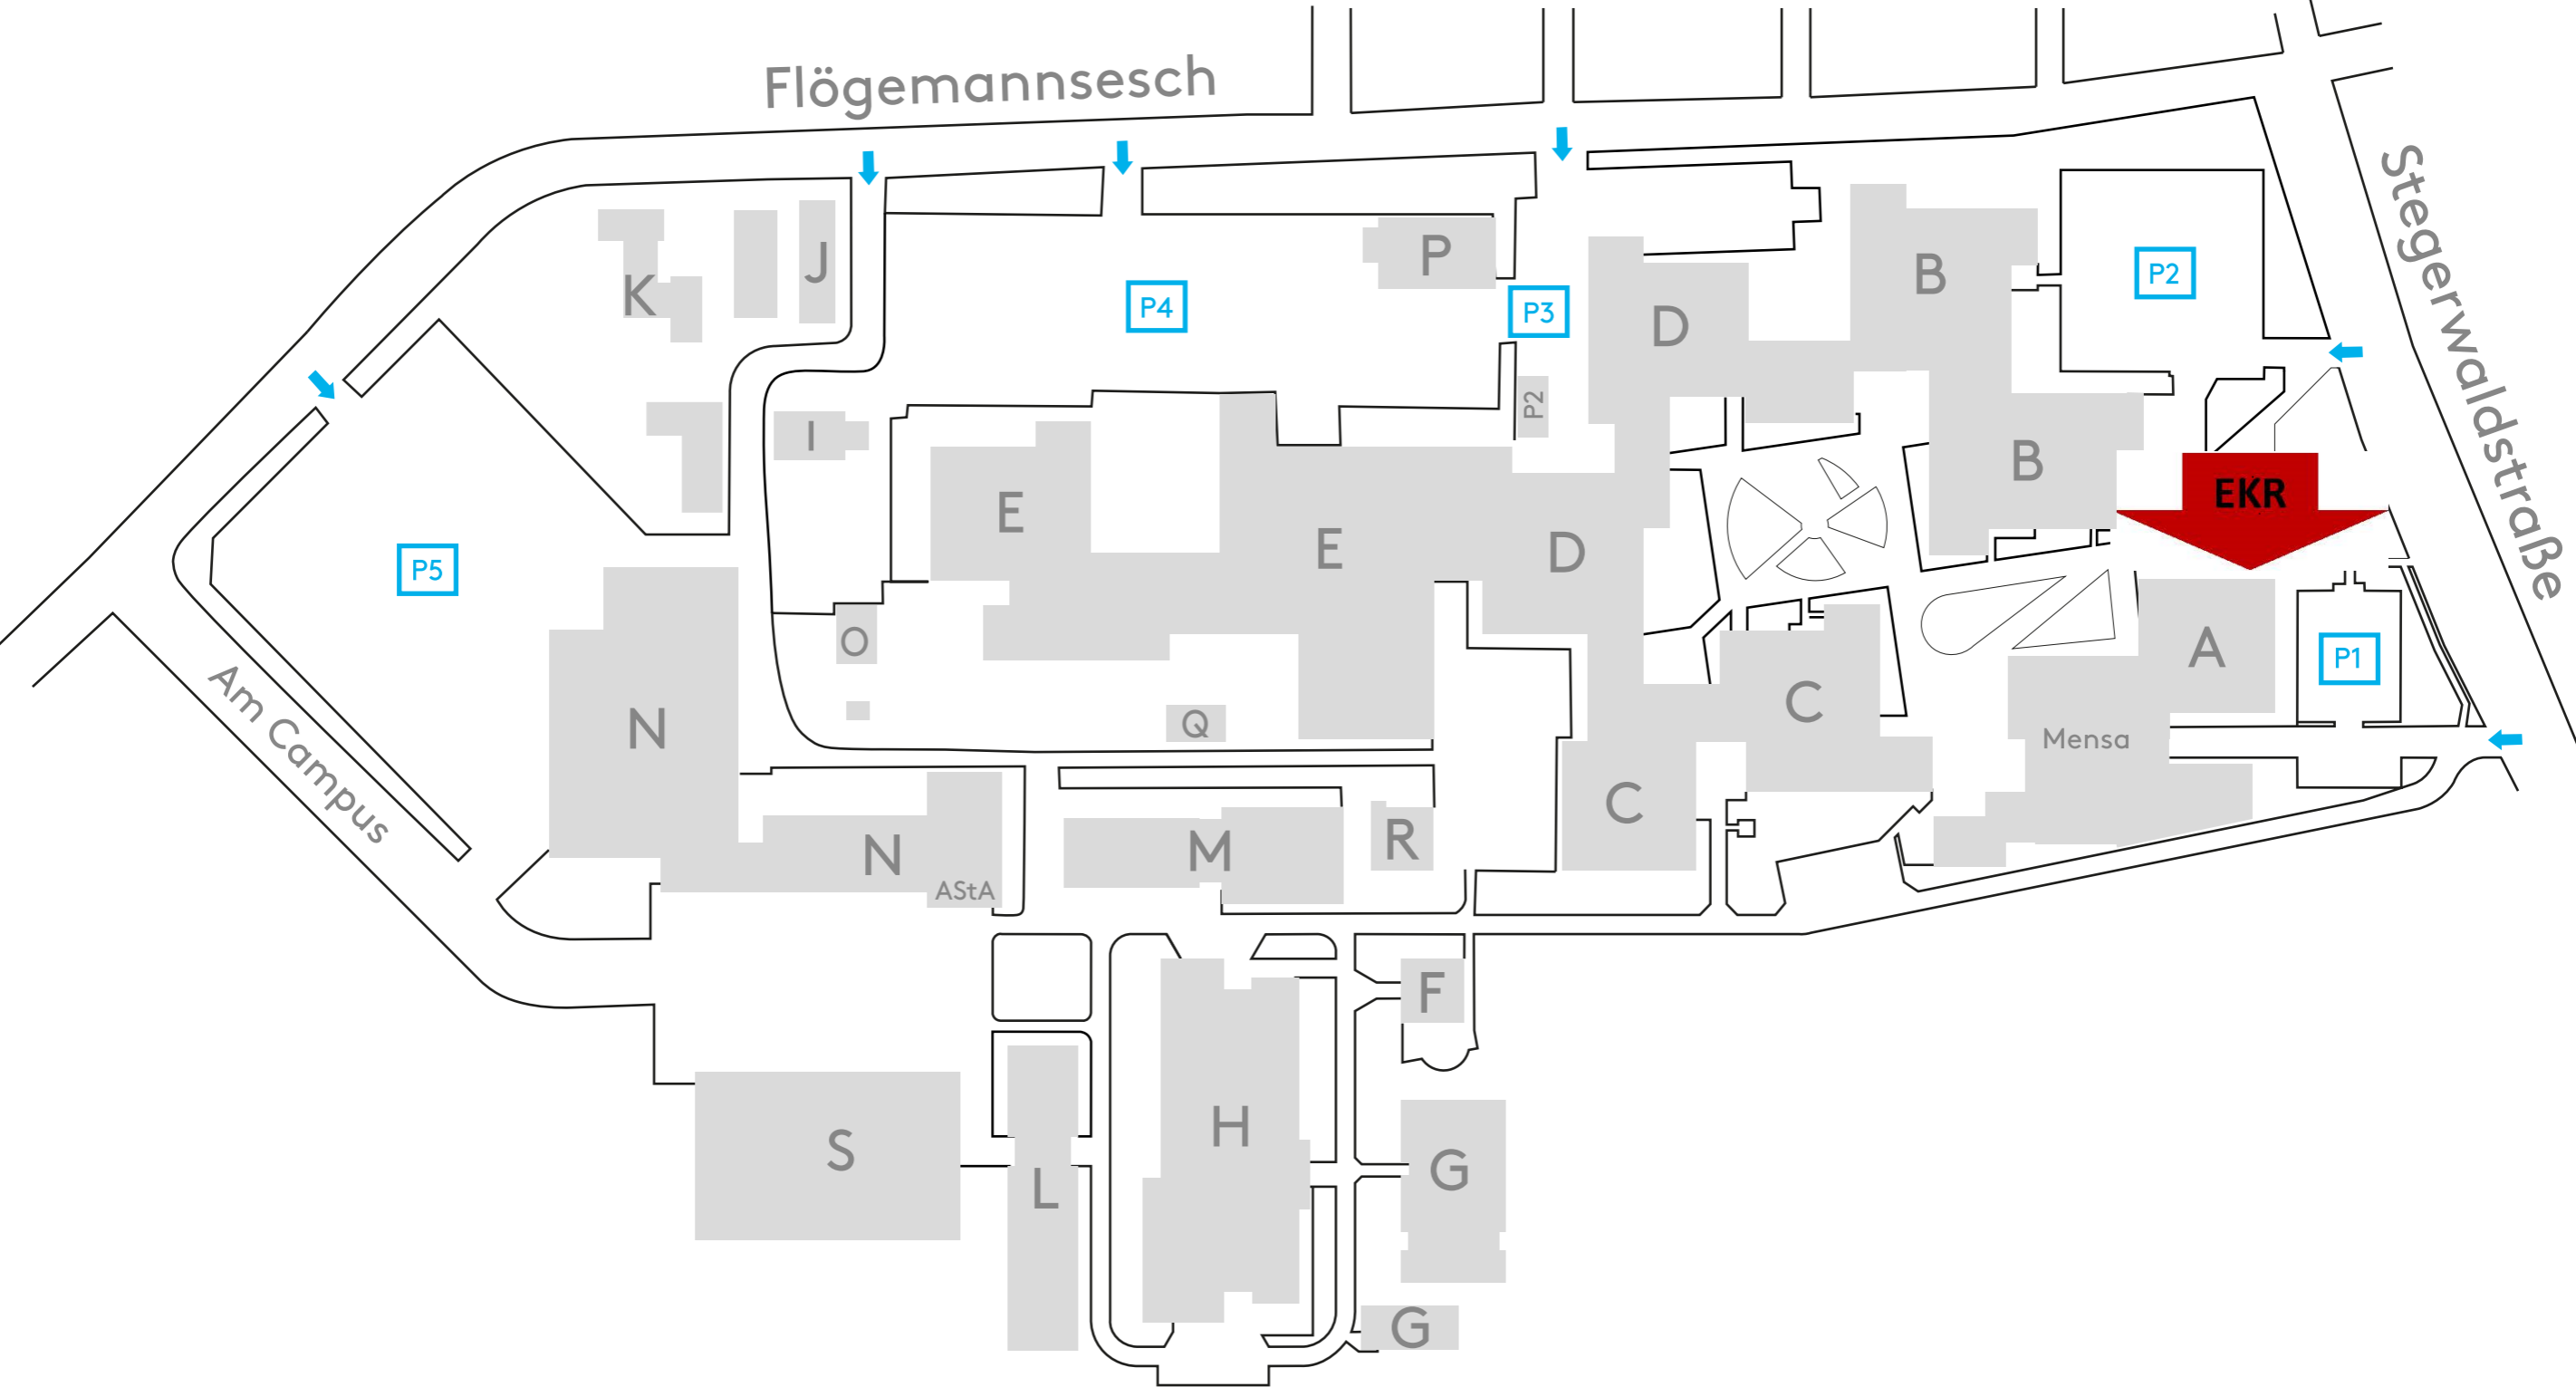 Flögemannsesch
Stegerwaldstraße
K
J
P
B
P2
P4
P3
D
P2
I
B
EKR
E
E
D
P5
O
A
P1
Am Campus
N
Q
C
Mensa
C
N
AStA
M
R
F
H
S
L
G
G